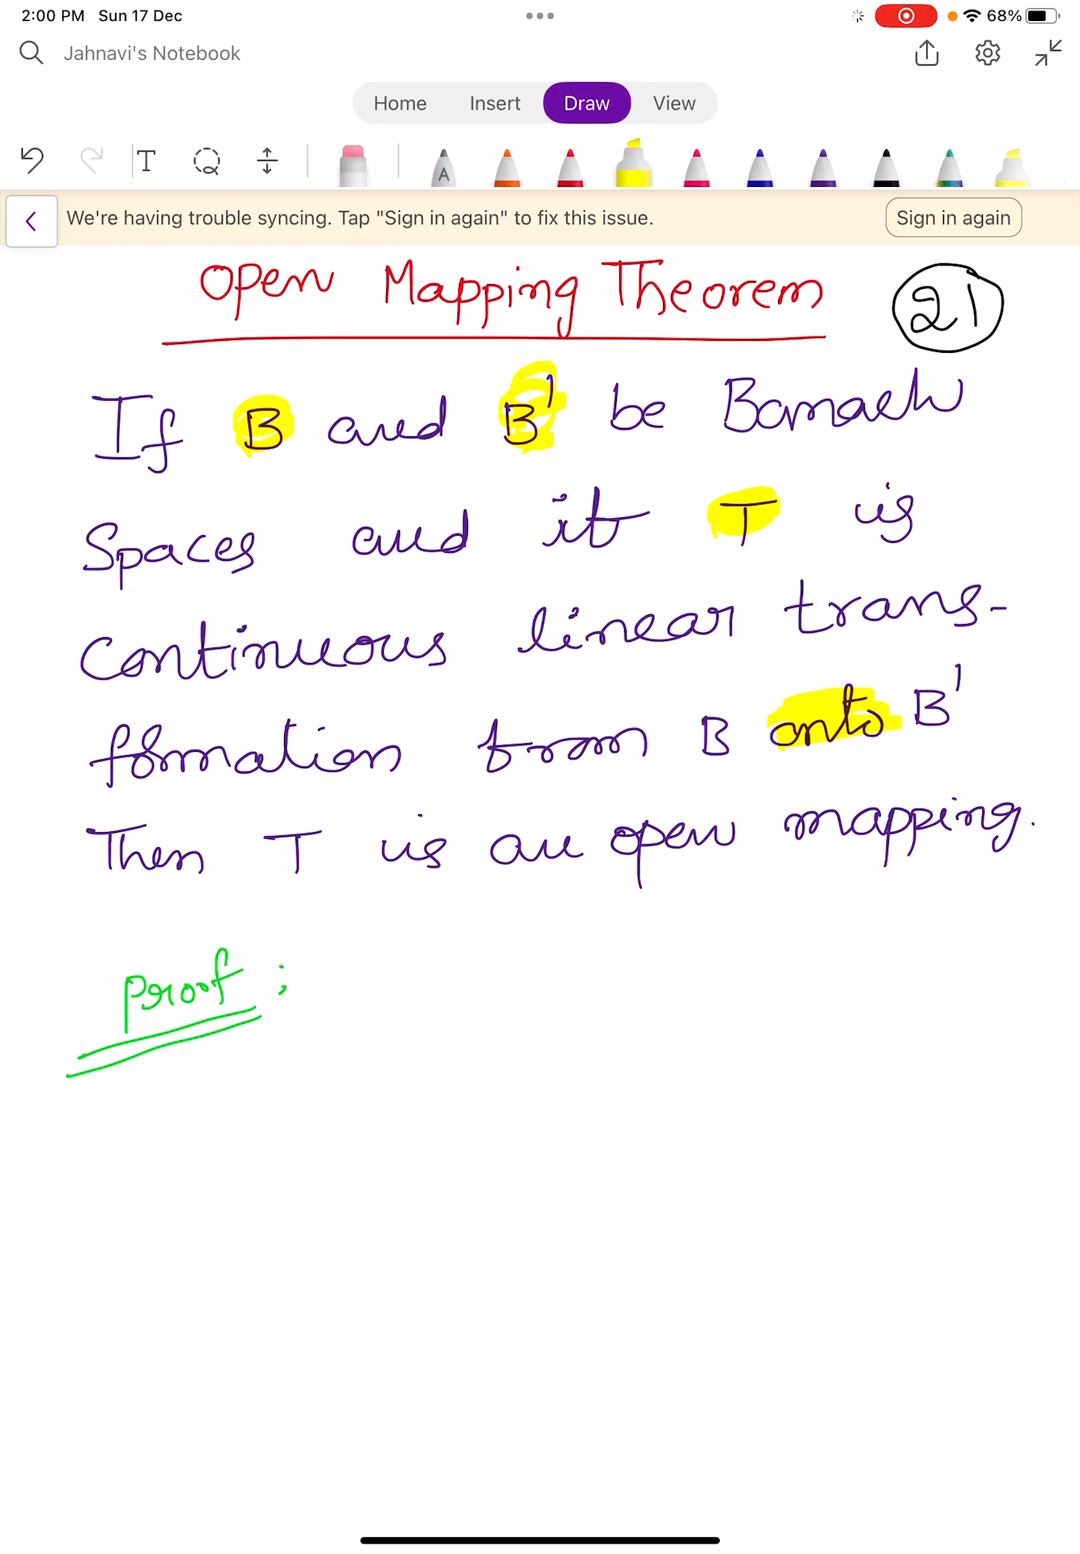 2:00 PM Sun 17 Dec
68%
Jahnavi's Notebook
Home Insert Draw View
T
A
We're having trouble syncing. Tap "Sign in again" to fix this issue.
Sign in again
Open Mapping Theorem 21
If B and B' be Banach
Spaces and if T is
continuous linear trans-
formation from B onto B'
Then T is an open mapping.
Proof :